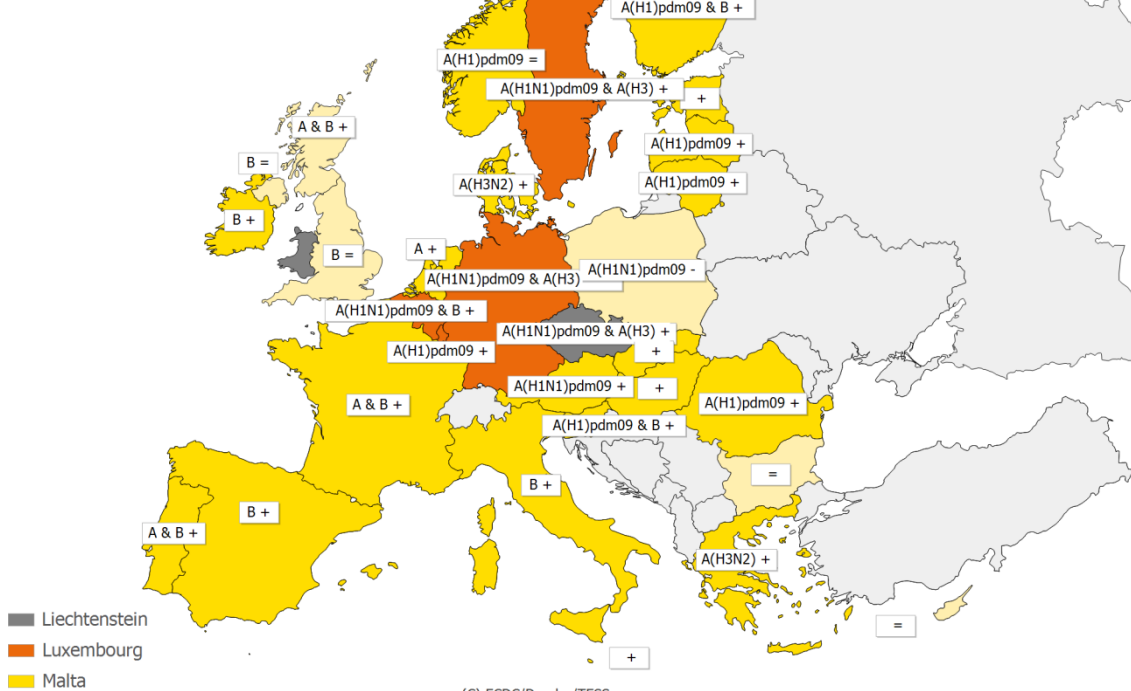 A(H1)pdm09 & B +
A(H1)pdm09 =
A(H1N1)pdm09 & A(H3) +
+
A & B +
A(H1)pdm09 +
B =
A(H3N2) +
A(H1)pdm09 +
B +
A +
B =
A(H1N1)pdm09 & A(H3)
A(H1N1)pdm09 -
A(H1N1)pdm09 & B +
A(H1N1)pdm09 & A(H3) +
A(H1)pdm09 +
+
A(H1N1)pdm09 +
+
A & B +
A(H1)pdm09 +
A(H1)pdm09 & B +
=
B +
B +
A & B +
A(H3N2) +
Liechtenstein
=
Luxembourg
+
Malta